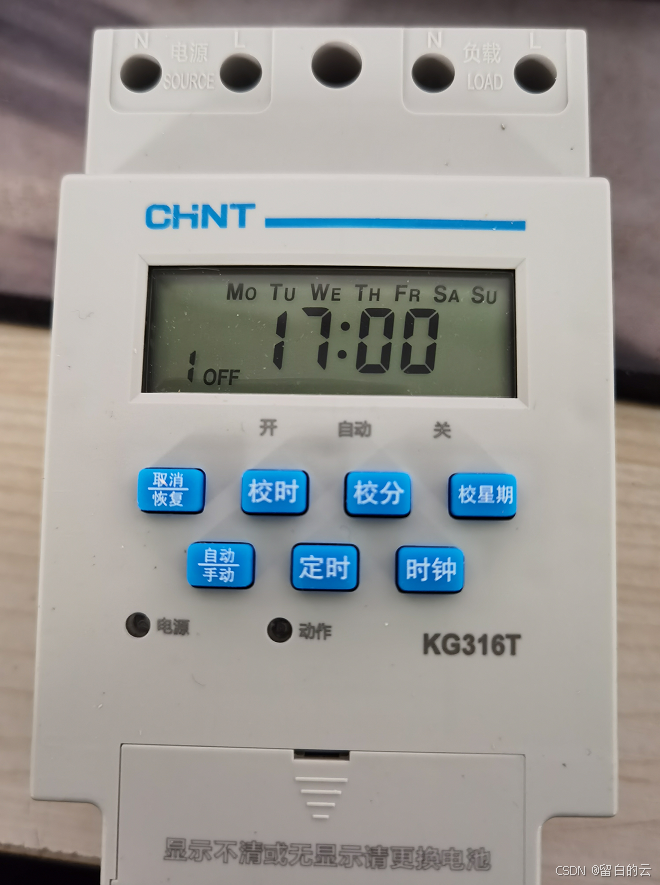 N 电源 L N 负载 L
SOURCE LOAD
CHNT
MO TU WE TH FR SA SU
17:00
1 OFF
开 自动 关
取消 校时 校分 校星期
恢复
自动 定时 时钟
手动
电源 动作
KG316T
显示不清或无显示请更换电池
CSDN @留白的云